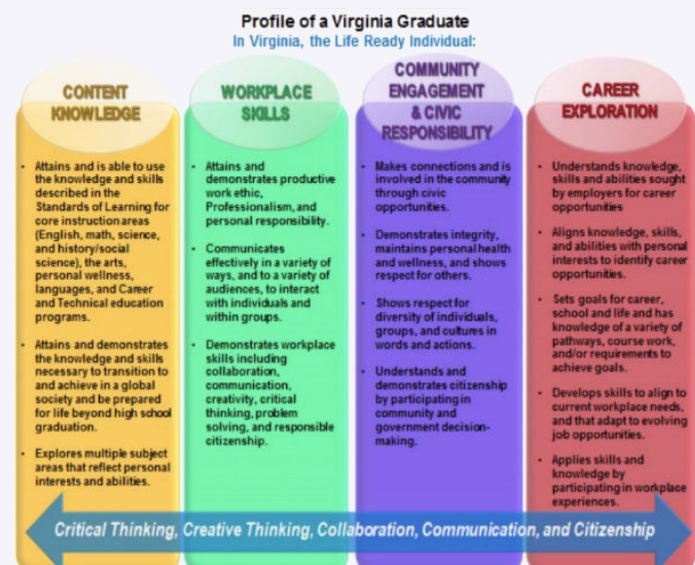 Profile of a Virginia Graduate
In Virginia, the Life Ready Individual:
CONTENT
KNOWLEDGE
• Attains and is able to use
the knowledge and skills
described in the
Standards of Learning for
core instruction areas
(English, math, science,
and history/social
science), the arts,
personal wellness,
languages, and Career
and Technical education
programs.
• Attains and demonstrates
the knowledge and skills
necessary to transition to
and achieve in a global
society and be prepared
for life beyond high school
graduation.
• Explores multiple subject
areas that reflect personal
interests and abilities.
WORKPLACE
SKILLS
• Attains and
demonstrates productive
work ethic,
Professionalism, and
personal responsibility.
• Communicates
effectively in a variety of
ways, and to a variety of
audiences, to interact
with individuals and
within groups.
• Demonstrates workplace
skills including
collaboration,
communication,
creativity, critical
thinking, problem
solving, and responsible
citizenship.
COMMUNITY
ENGAGEMENT
& CIVIC
RESPONSIBILITY
• Makes connections and is
involved in the community
through civic
opportunities.
• Demonstrates integrity,
maintains personal health
and wellness, and shows
respect for others.
• Shows respect for
diversity of individuals,
groups, and cultures in
words and actions.
• Understands and
demonstrates citizenship
by participating in
community and
government decision-
making.
CAREER
EXPLORATION
• Understands knowledge,
skills and abilities sought
by employers for career
opportunities
• Aligns knowledge, skills,
and abilities with personal
interests to identify career
opportunities.
• Sets goals for career,
school and life and has
knowledge of a variety of
pathways, course work,
and/or requirements to
achieve goals.
• Develops skills to align to
current workplace needs,
and that adapt to evolving
job opportunities.
• Applies skills and
knowledge by
participating in workplace
experiences.
Critical Thinking, Creative Thinking, Collaboration, Communication, and Citizenship